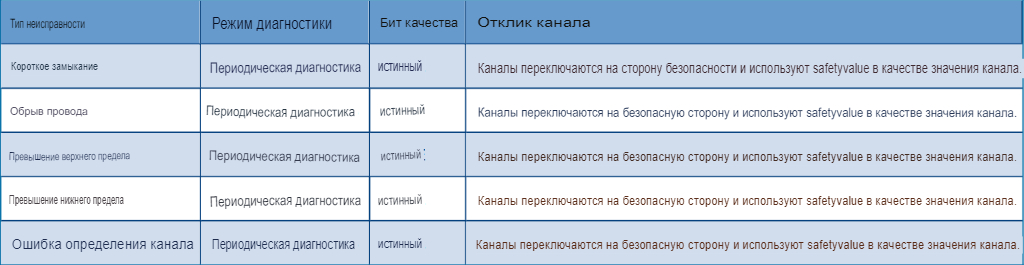 Тип неисправности Режим диагностики Бит качества Отклик канала
Короткое замыкание Периодическая диагностика истинный Каналы переключаются на сторону безопасности и используют safetyvalue в качестве значения канала.
Обрыв провода Периодическая диагностика истинный Каналы переключаются на безопасную сторону и используют safetyvalue в качестве значения канала.
Превышение верхнего предела Периодическая диагностика истинный Каналы переключаются на безопасную сторону и используют safetyvalue в качестве значения канала.
Превышение нижнего предела Периодическая диагностика истинный Каналы переключаются на безопасную сторону и используют safetyvalue в качестве значения канала.
Ошибка определения канала Периодическая диагностика истинный Каналы переключаются на безопасную сторону и используют safetyvalue в качестве значения канала.